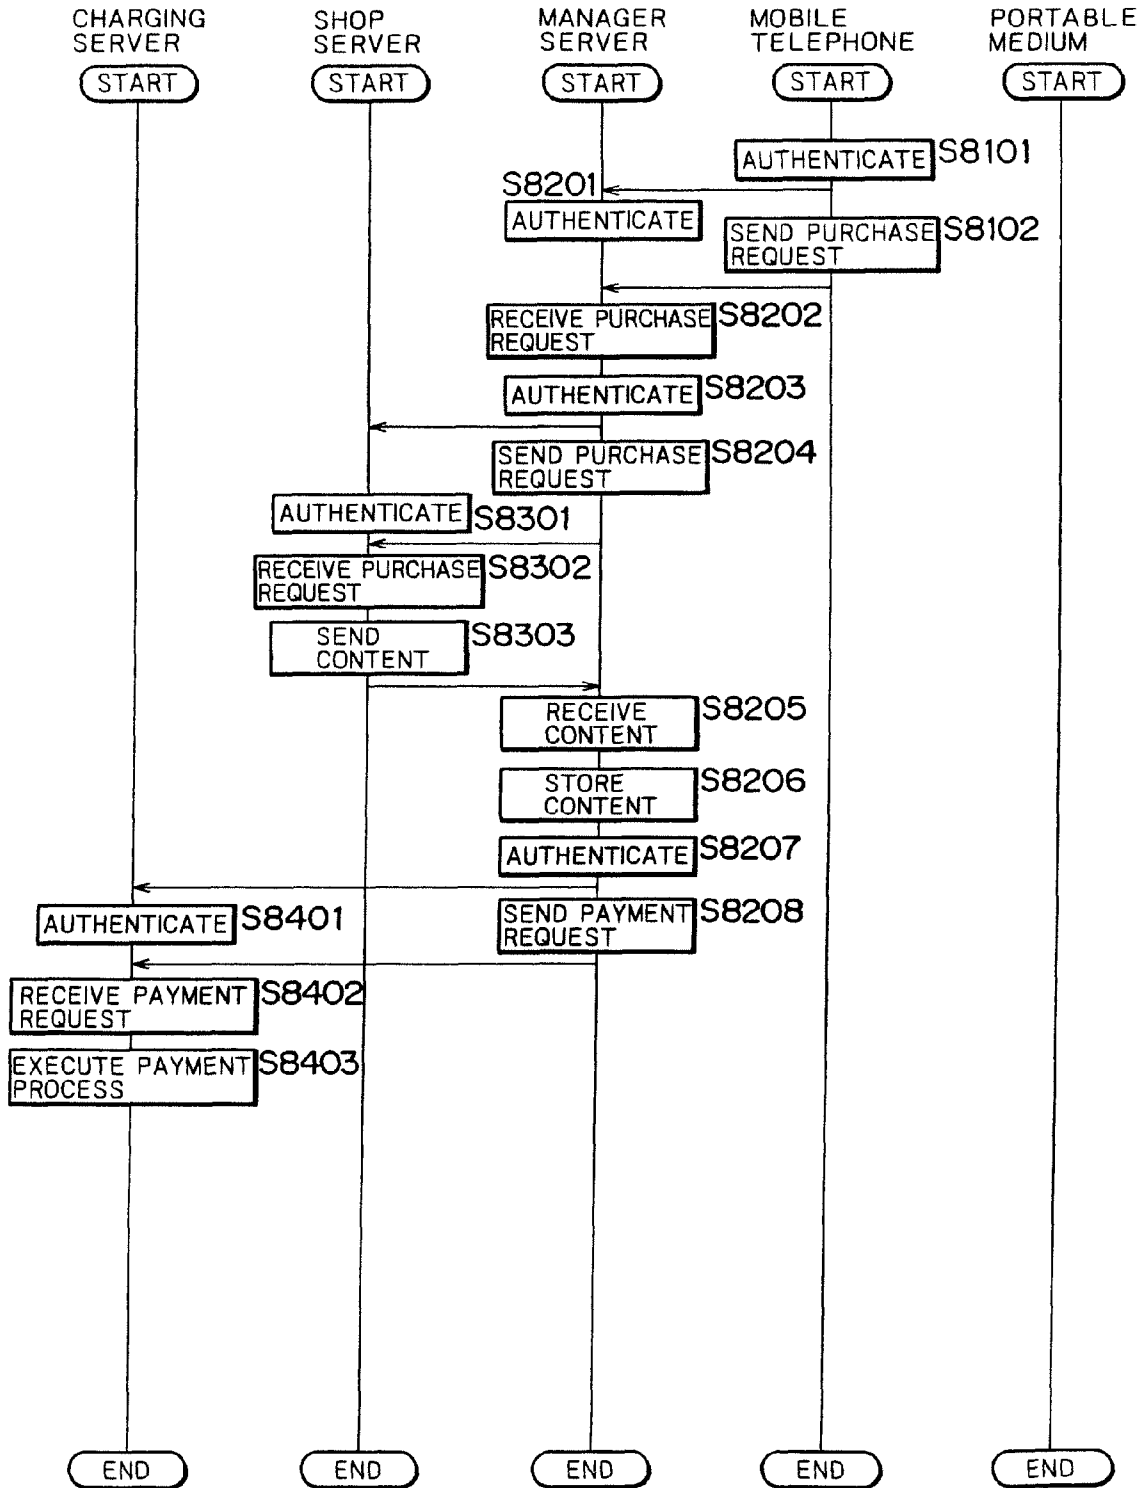 CHARGING
SERVER
SHOP
SERVER
MANAGER
SERVER
MOBILE
TELEPHONE
PORTABLE
MEDIUM
START
START
START
START
START
AUTHENTICATE
S8101
S8201
AUTHENTICATE
SEND PURCHASE
REQUEST
S8102
RECEIVE PURCHASE
REQUEST
S8202
AUTHENTICATE
S8203
SEND PURCHASE
REQUEST
S8204
AUTHENTICATE
S8301
RECEIVE PURCHASE
REQUEST
S8302
SEND
CONTENT
S8303
RECEIVE
CONTENT
S8205
STORE
CONTENT
S8206
AUTHENTICATE
S8207
AUTHENTICATE
S8401
SEND PAYMENT
REQUEST
S8208
RECEIVE PAYMENT
REQUEST
S8402
EXECUTE PAYMENT
PROCESS
S8403
END
END
END
END
END